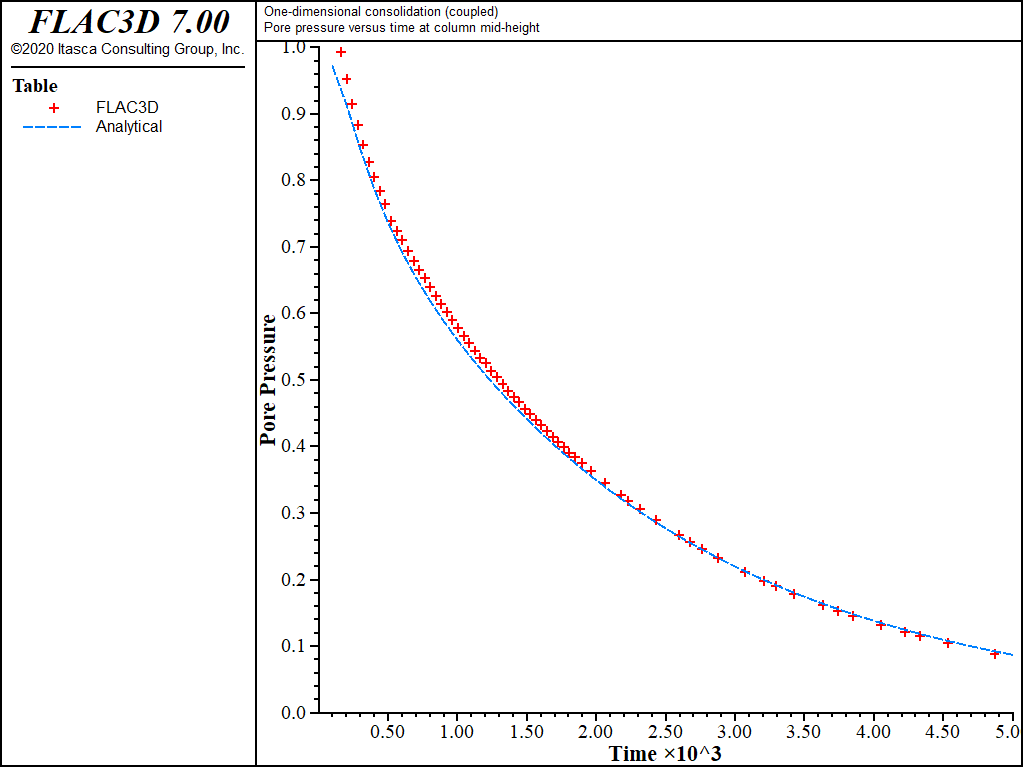 FLAC3D 7.00
©2020 Itasca Consulting Group, Inc.
Table
FLAC3D
Analytical
One-dimensional consolidation (coupled)
Pore pressure versus time at column mid-height
1.0
0.9
0.8
0.7
0.6
0.5
0.4
0.3
0.2
0.1
0.0
Pore Pressure
0.50 1.00 1.50 2.00 2.50 3.00 3.50 4.00 4.50 5.0
Time ×10^3